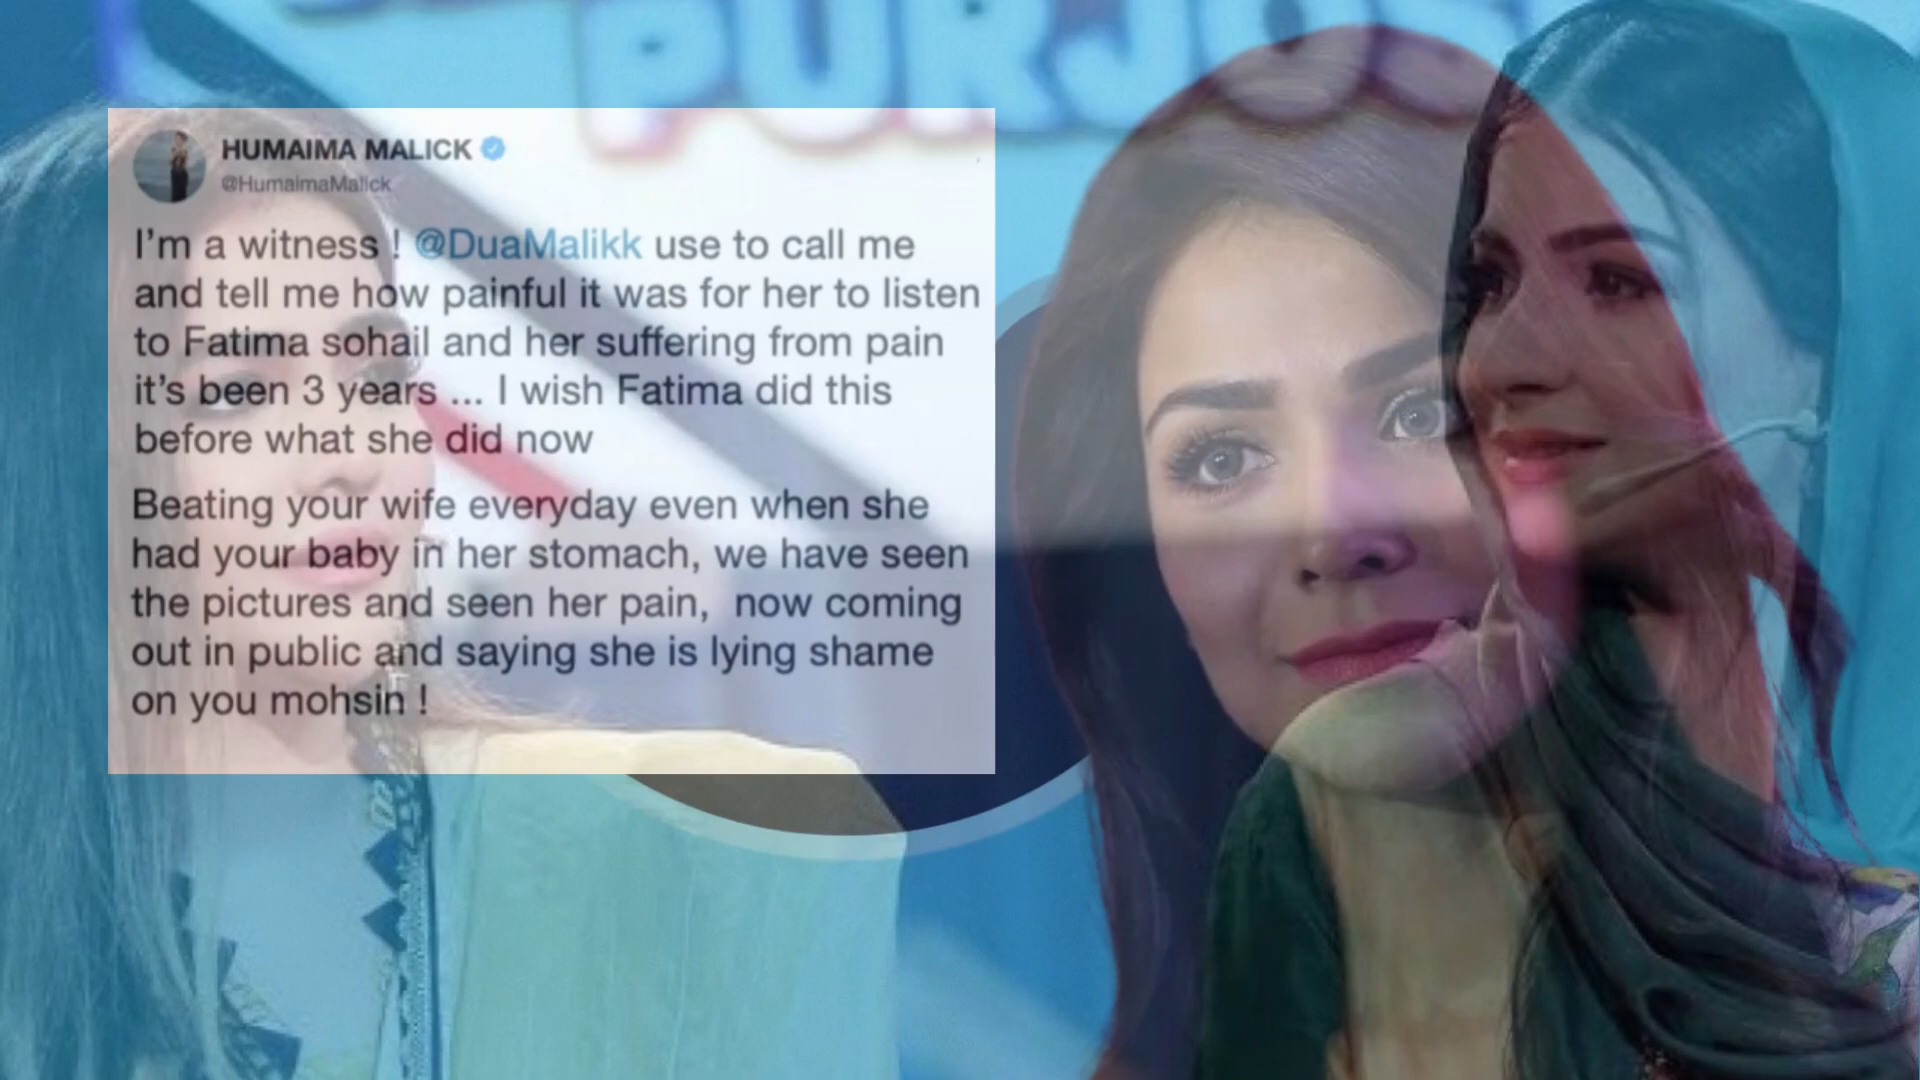 PURJOS
HUMAIMA MALICK
@HumaimaMalick
I'm a witness ! @DuaMalikk use to call me
and tell me how painful it was for her to listen
to Fatima sohail and her suffering from pain
it's been 3 years ... I wish Fatima did this
before what she did now
Beating your wife everyday even when she
had your baby in her stomach, we have seen
the pictures and seen her pain, now coming
out in public and saying she is lying shame
on you mohsin !